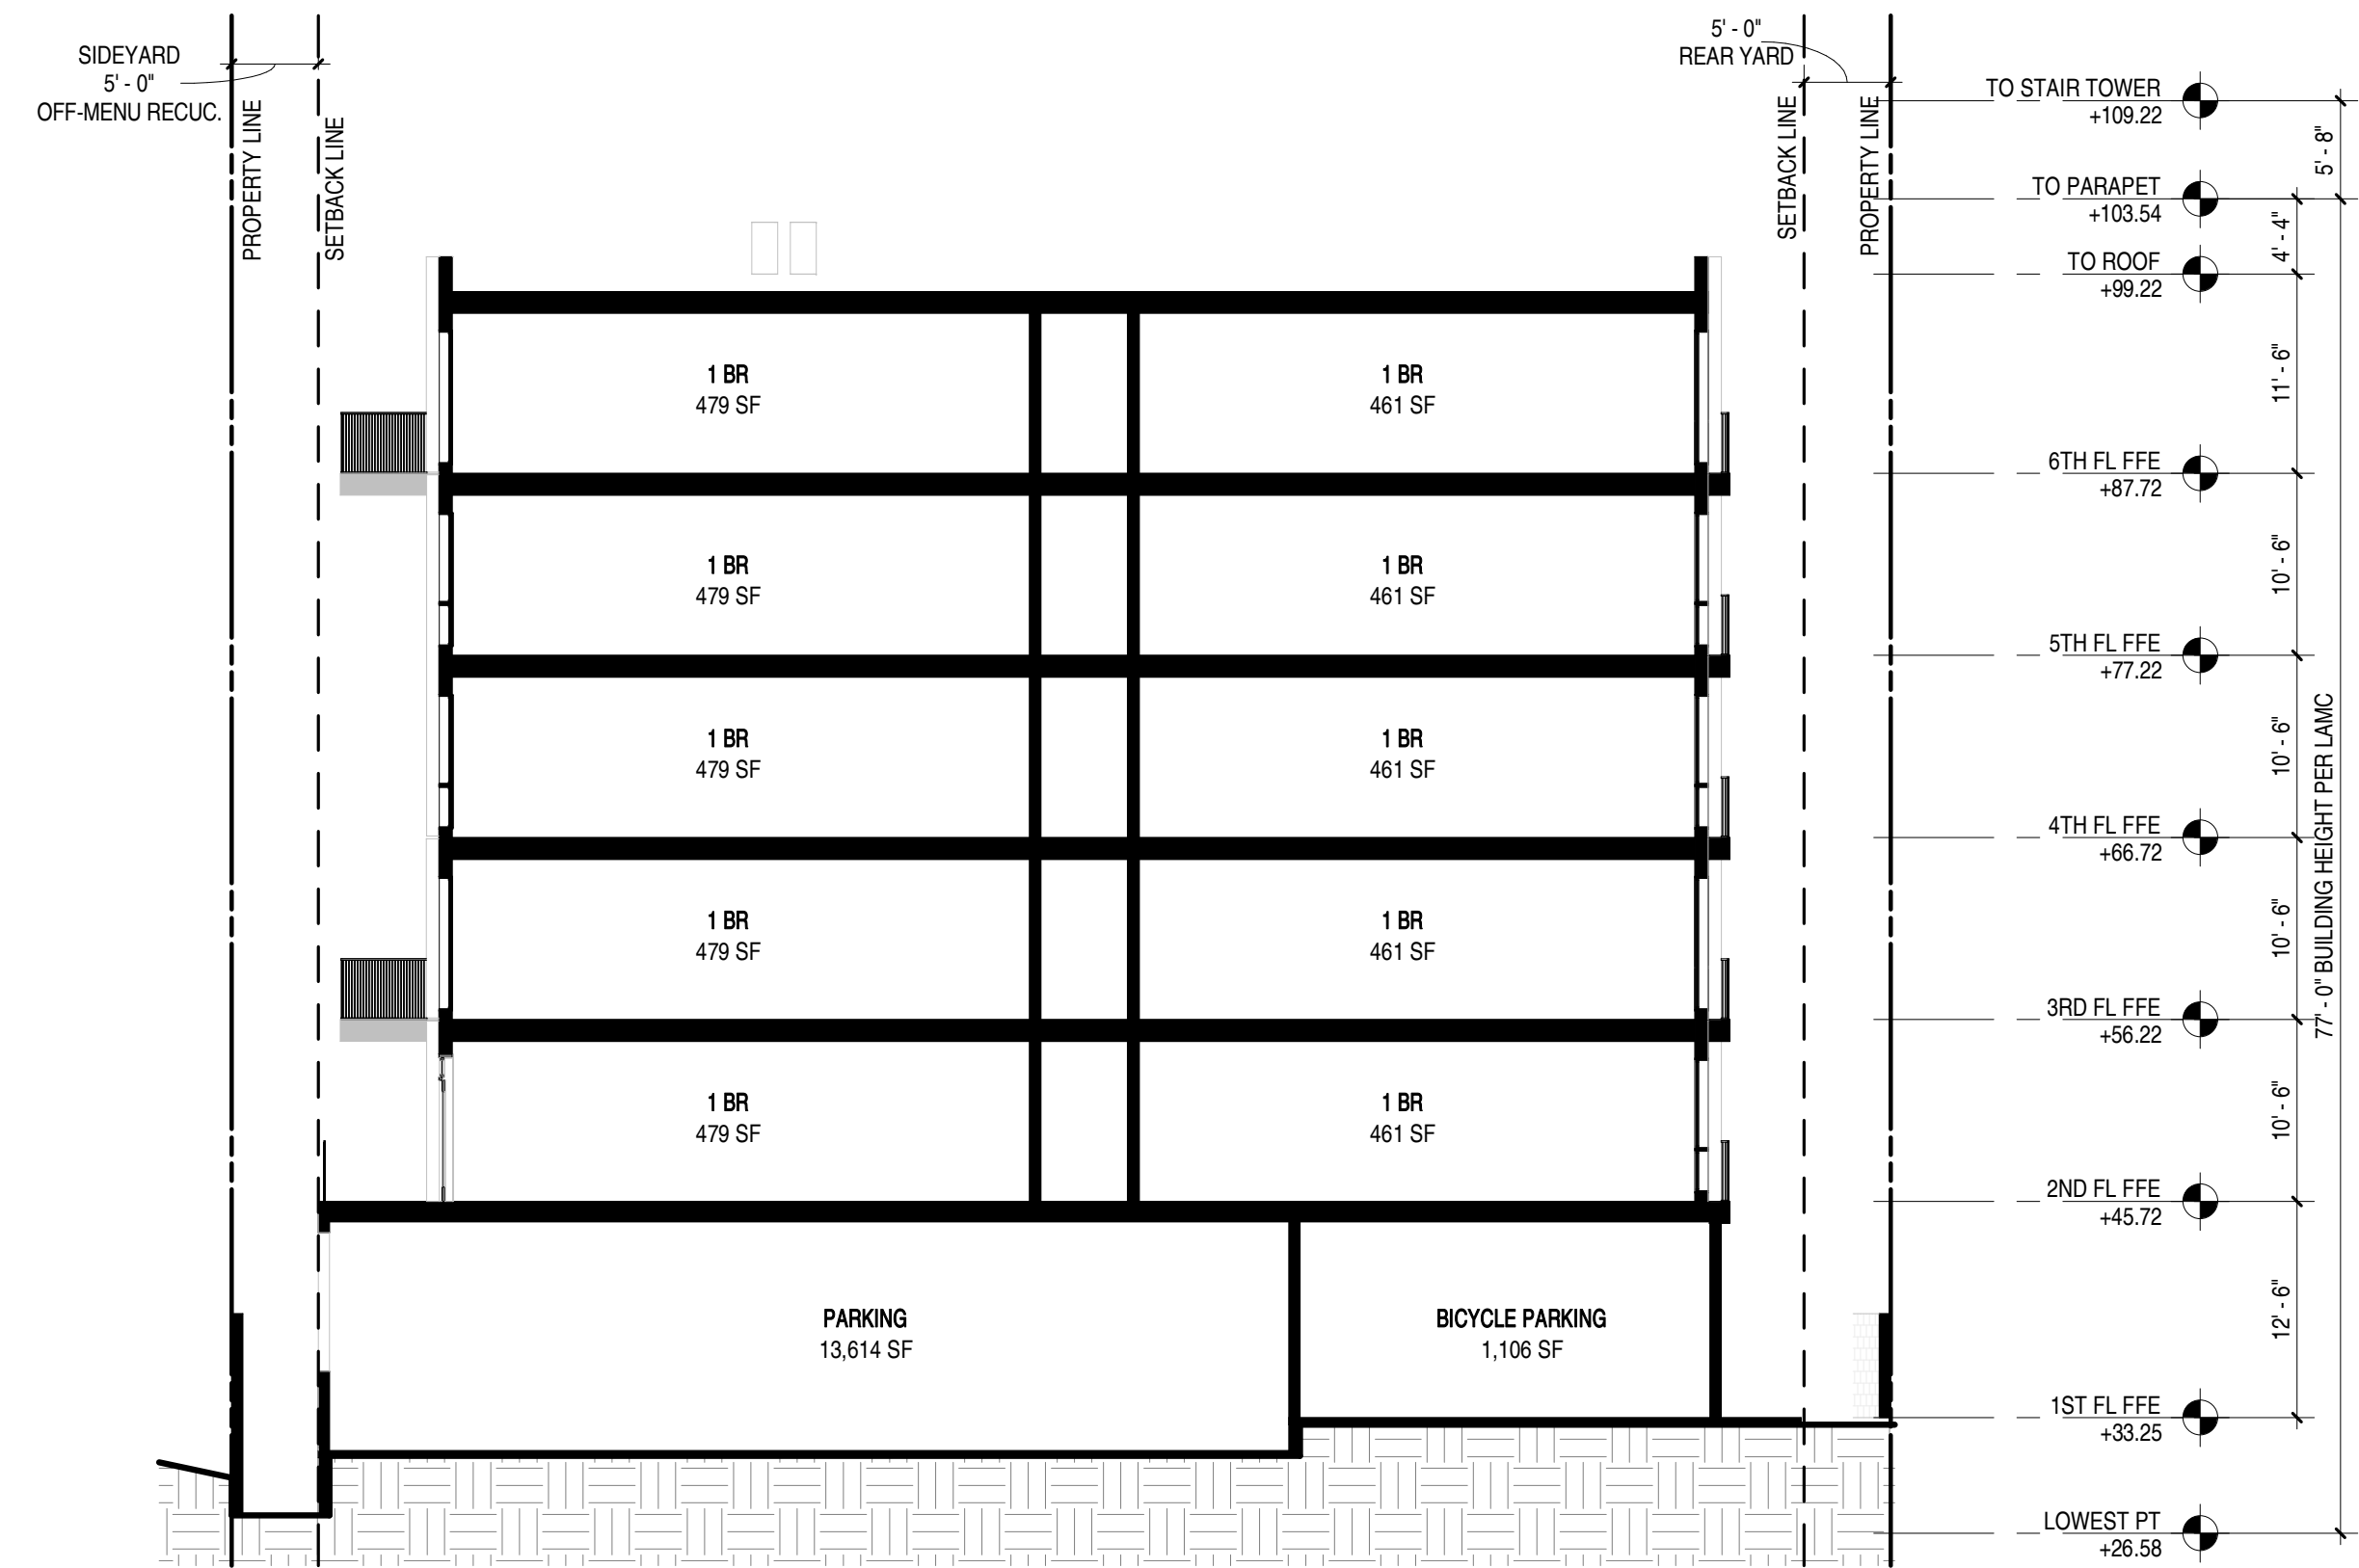 SIDEYARD
5' - 0"
OFF-MENU RECUC.
PROPERTY LINE
SETBACK LINE
5' - 0"
REAR YARD
SETBACK LINE
PROPERTY LINE
TO STAIR TOWER
+109.22
5' - 8"
TO PARAPET
+103.54
4' - 4"
TO ROOF
+99.22
11' - 6"
1 BR
479 SF
1 BR
461 SF
6TH FL FFE
+87.72
10' - 6"
1 BR
479 SF
1 BR
461 SF
5TH FL FFE
+77.22
10' - 6"
1 BR
479 SF
1 BR
461 SF
4TH FL FFE
+66.72
77' - 0" BUILDING HEIGHT PER LAMC
10' - 6"
1 BR
479 SF
1 BR
461 SF
3RD FL FFE
+56.22
10' - 6"
1 BR
479 SF
1 BR
461 SF
2ND FL FFE
+45.72
12' - 6"
PARKING
13,614 SF
BICYCLE PARKING
1,106 SF
1ST FL FFE
+33.25
LOWEST PT
+26.58